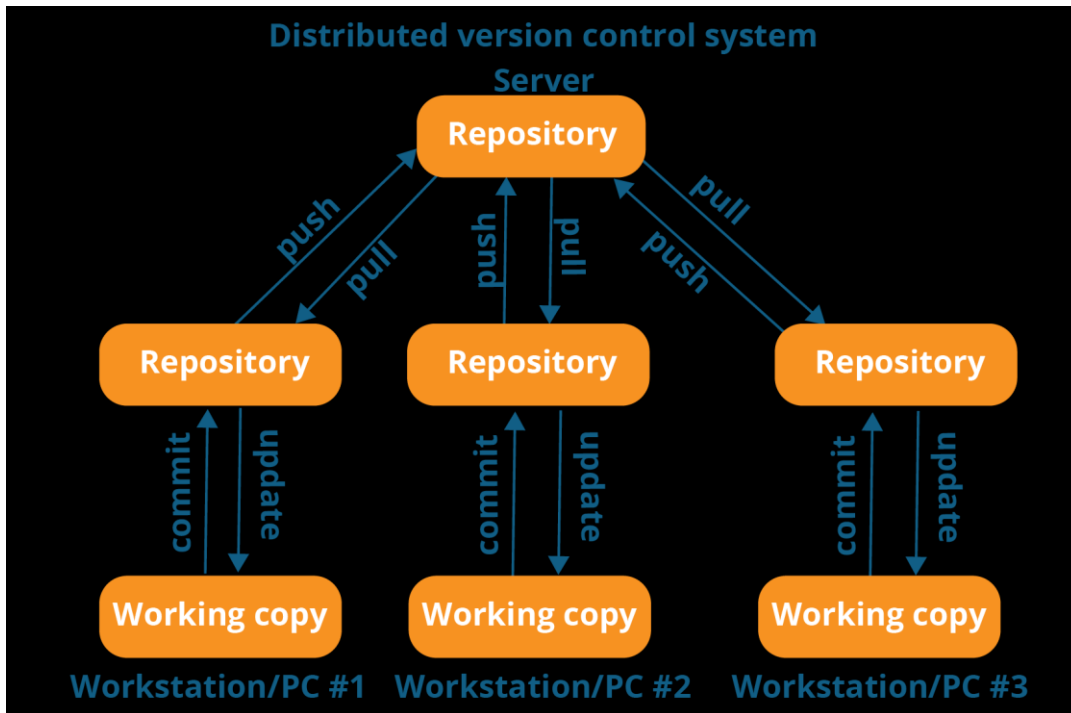 Distributed version control system
Server
Repository
push
pull
push
pull
push
pull
Repository
Repository
Repository
commit
update
commit
update
commit
update
Working copy
Working copy
Working copy
Workstation/PC #1
Workstation/PC #2
Workstation/PC #3